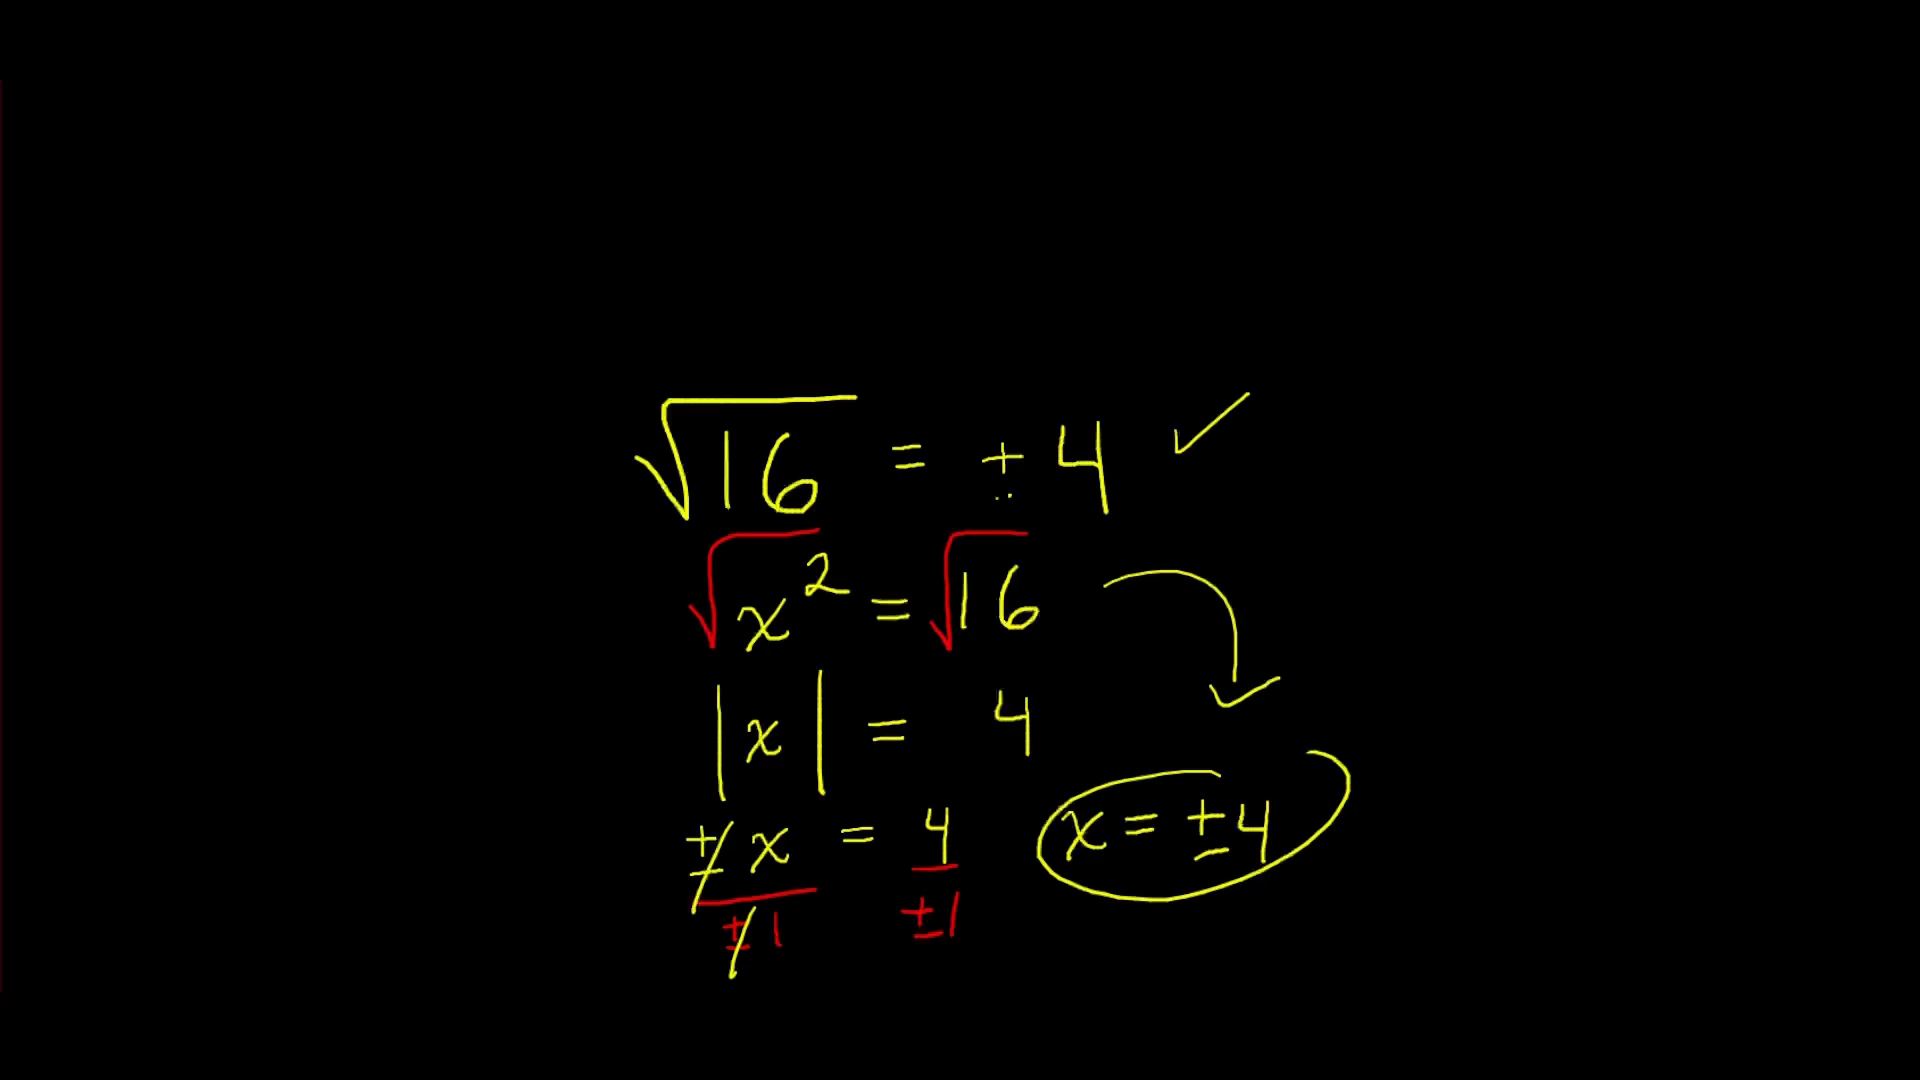 √16 = ± 4 ✓
√x² = √16
|x| = 4
±x = 4
±1 ±1
x = ±4